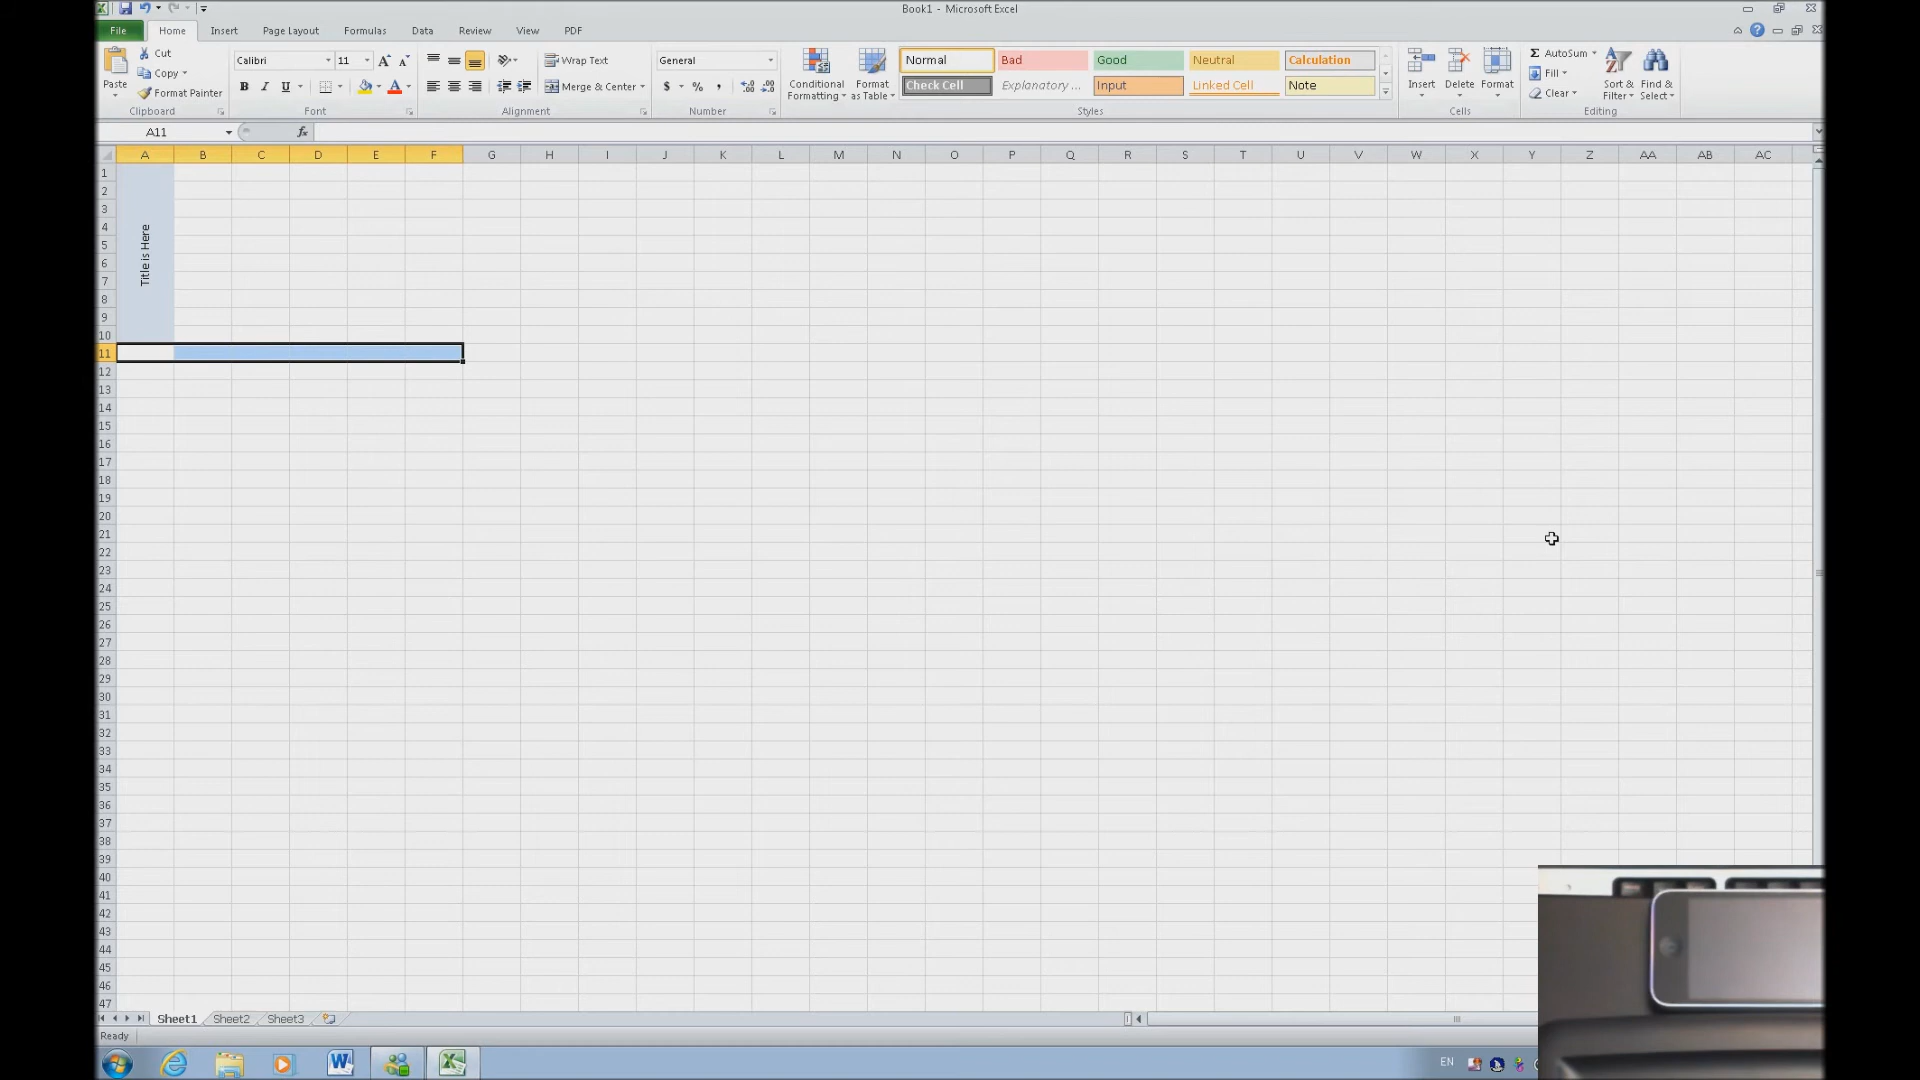 Book1 - Microsoft Excel
File Home Insert Page Layout Formulas Data Review View PDF
Paste
Cut
Copy
Format Painter
Clipboard
Calibri 11
B I U
Font
Wrap Text
Merge & Center
Alignment
General
$ % ,
Number
Conditional Formatting
Format as Table
Normal Bad Good Neutral Calculation
Check Cell Explanatory ... Input Linked Cell Note
Styles
Insert Delete Format
Cells
Σ AutoSum
Fill
Clear
Sort & Filter
Find & Select
Editing
A11 fx
A B C D E F G H I J K L M N O P Q R S T U V W X Y Z AA AB AC
1
2
3
4
5
6
7
8
9
10
11
12
13
14
15
16
17
18
19
20
21
22
23
24
25
26
27
28
29
30
31
32
33
34
35
36
37
38
39
40
41
42
43
44
45
46
47
Title is Here
Sheet1 Sheet2 Sheet3
Ready
EN